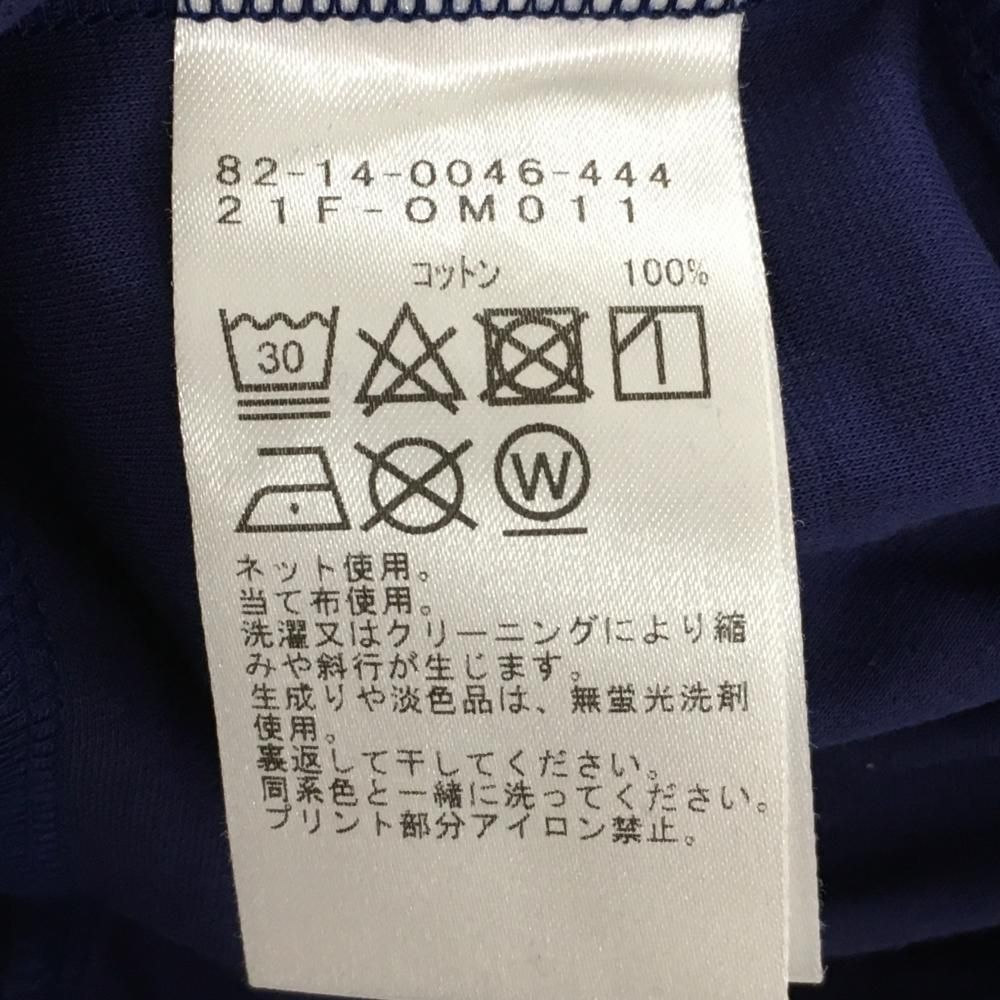 82-14-0046-444
21F-OM011
コットン 100%
30
W
ネット使用。
当て布使用。
洗濯又はクリーニングにより縮
みや斜行が生じます。
生成りや淡色品は、無蛍光洗剤
使用。
裏返して干してください。
同系色と一緒に洗ってください。
プリント部分アイロン禁止。